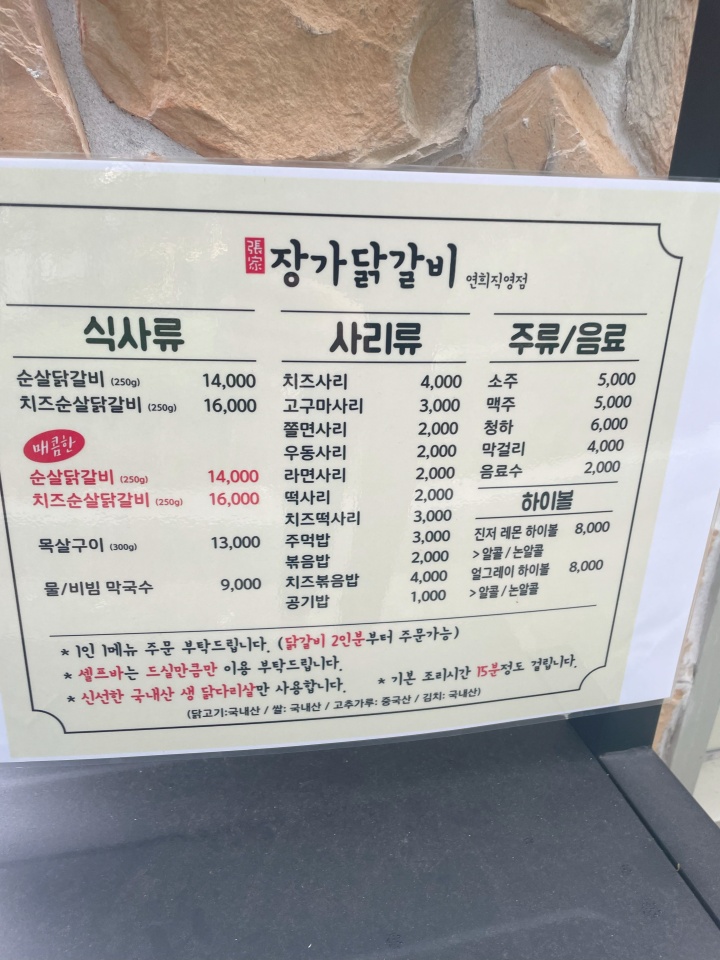 張家 장가닭갈비 연희직영점
식사류
순살닭갈비 (250g) 14,000
치즈순살닭갈비 (250g) 16,000
매콤한
순살닭갈비 (250g) 14,000
치즈순살닭갈비 (250g) 16,000
목살구이 (300g) 13,000
물/비빔 막국수 9,000
사리류
치즈사리 4,000
고구마사리 3,000
쫄면사리 2,000
우동사리 2,000
라면사리 2,000
떡사리 2,000
치즈떡사리 3,000
주먹밥 3,000
볶음밥 2,000
치즈볶음밥 4,000
공기밥 1,000
주류/음료
소주 5,000
맥주 5,000
청하 6,000
막걸리 4,000
음료수 2,000
하이볼
진저 레몬 하이볼 8,000
> 알콜 / 논알콜
얼그레이 하이볼 8,000
> 알콜 / 논알콜
* 1인 1메뉴 주문 부탁드립니다. (닭갈비 2인분부터 주문가능)
* 셀프바는 드실만큼만 이용 부탁드립니다.
* 신선한 국내산 생 닭다리살만 사용합니다. * 기본 조리시간 15분정도 걸립니다.
(닭고기:국내산 / 쌀: 국내산 / 고추가루: 중국산 / 김치: 국내산)